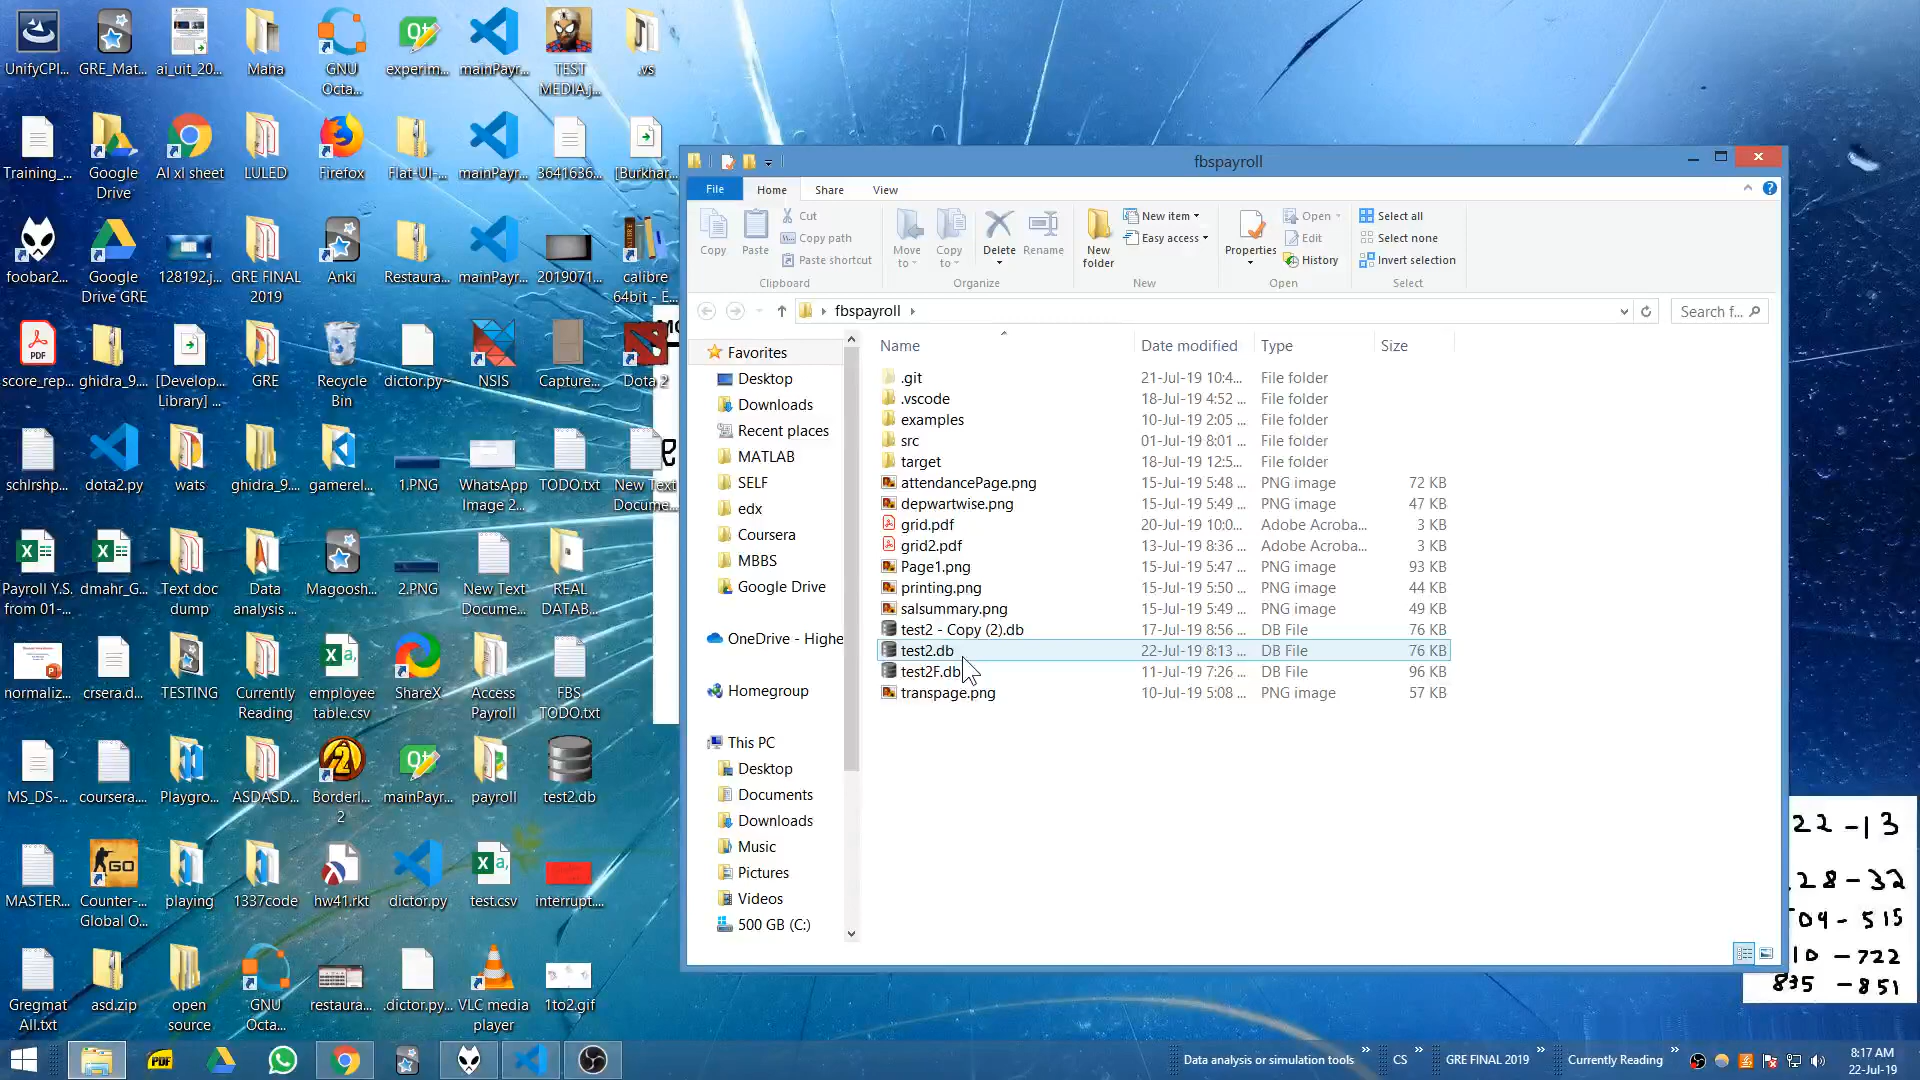 UnifyCPI...
GRE_Mat...
ai_uit_20...
Maha
GNU Octa...
experim...
mainPayr...
TEST MEDIA.j...
.vs
Training_...
Google Drive
AI xl sheet
LULED
Firefox
Flat-UI-...
mainPayr...
3641636...
[Burkhar...
foobar2...
Google Drive GRE
128192.j...
GRE FINAL 2019
Anki
Restaura...
mainPayr...
2019071...
calibre 64bit - E...
score_rep...
ghidra_9....
[Develop... Library] ...
GRE
Recycle Bin
dictor.py~
NSIS
Capture...
Dota 2
schlrshp...
dota2.py
wats
ghidra_9....
gamerel...
1.PNG
WhatsApp Image 2...
TODO.txt
New Text Docume...
Payroll Y.S. from 01-...
dmahr_G...
Text doc dump
Data analysis ...
Magoosh...
2.PNG
New Text Docume...
REAL DATAB...
normaliz...
crsera.d...
TESTING
Currently Reading
employee table.csv
ShareX
Access Payroll
FBS TODO.txt
MS_DS-...
coursera....
Playgro...
ASDASD...
Borderl... 2
mainPayr...
payroll
test2.db
MASTER...
Counter-... Global O...
playing
1337code
hw41.rkt
dictor.py
test.csv
interrupt....
Gregmat All.txt
asd.zip
open source
GNU Octa...
restaura...
.dictor.py...
VLC media player
1to2.gif
fbspayroll
File Home Share View
Copy
Paste
Cut
Copy path
Paste shortcut
Clipboard
Move to
Copy to
Delete
Rename
Organize
New folder
New item
Easy access
New
Properties
Open
Edit
History
Open
Select all
Select none
Invert selection
Select
fbspayroll
Search f...
Favorites
Desktop
Downloads
Recent places
MATLAB
SELF
edx
Coursera
MBBS
Google Drive
OneDrive - Highe
Homegroup
This PC
Desktop
Documents
Downloads
Music
Pictures
Videos
500 GB (C:)
Name Date modified Type Size
.git 21-Jul-19 10:4... File folder
.vscode 18-Jul-19 4:52 ... File folder
examples 10-Jul-19 2:05 ... File folder
src 01-Jul-19 8:01 ... File folder
target 18-Jul-19 12:5... File folder
attendancePage.png 15-Jul-19 5:48 ... PNG image 72 KB
depwartwise.png 15-Jul-19 5:49 ... PNG image 47 KB
grid.pdf 20-Jul-19 10:0... Adobe Acroba... 3 KB
grid2.pdf 13-Jul-19 8:36 ... Adobe Acroba... 3 KB
Page1.png 15-Jul-19 5:47 ... PNG image 93 KB
printing.png 15-Jul-19 5:50 ... PNG image 44 KB
salsummary.png 15-Jul-19 5:49 ... PNG image 49 KB
test2 - Copy (2).db 17-Jul-19 8:56 ... DB File 76 KB
test2.db 22-Jul-19 8:13 ... DB File 76 KB
test2F.db 11-Jul-19 7:26 ... DB File 96 KB
transpage.png 10-Jul-19 5:08 ... PNG image 57 KB
22 - 13
28 - 32
04 - 515
10 - 722
835 - 851
Data analysis or simulation tools » CS » GRE FINAL 2019 » Currently Reading »
8:17 AM
22-Jul-19